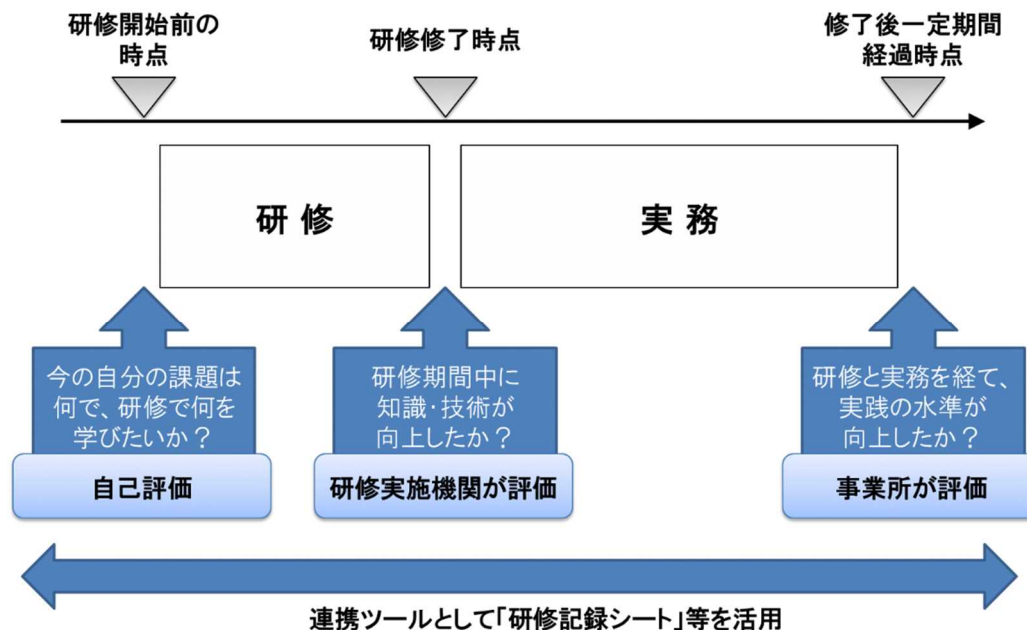 研修開始前の
時点
研修修了時点
修了後一定期間
経過時点
研 修
実 務
今の自分の課題は
何で、研修で何を
学びたいか？
自己評価
研修期間中に
知識・技術が
向上したか？
研修実施機関が評価
研修と実務を経て、
実践の水準が
向上したか？
事業所が評価
連携ツールとして「研修記録シート」等を活用